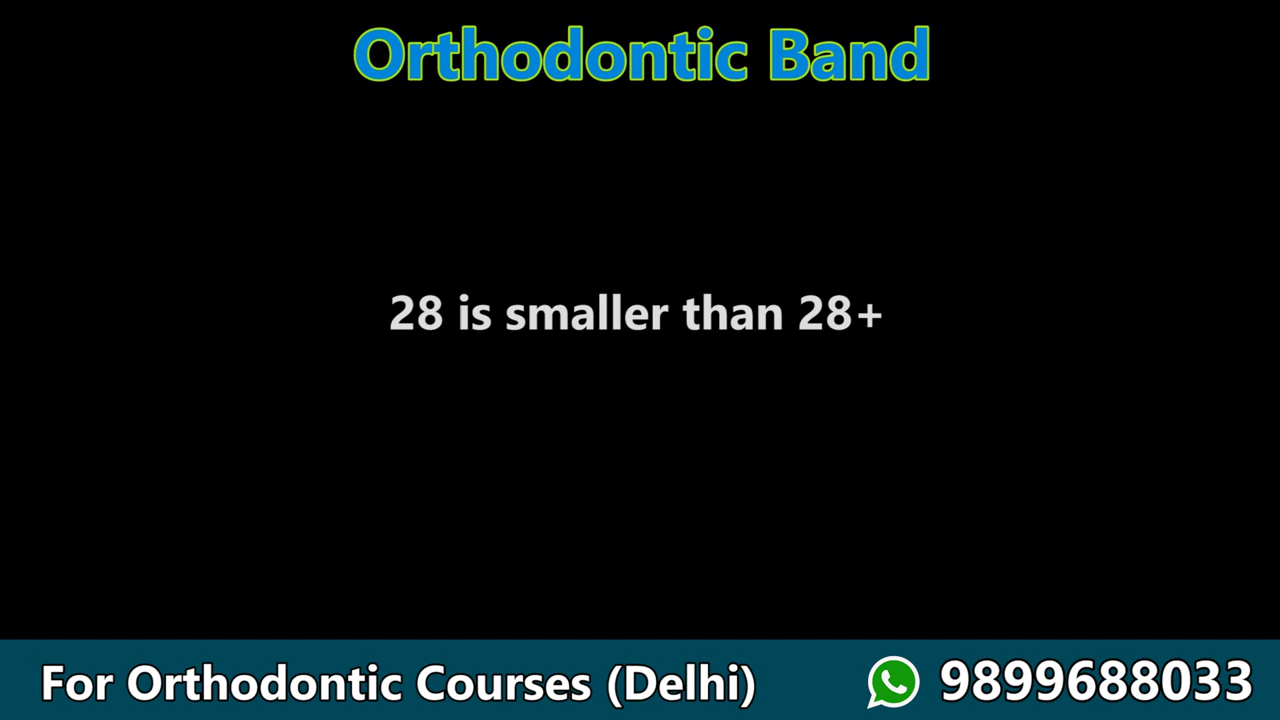 Orthodontic Band
28 is smaller than 28+
For Orthodontic Courses (Delhi) 9899688033